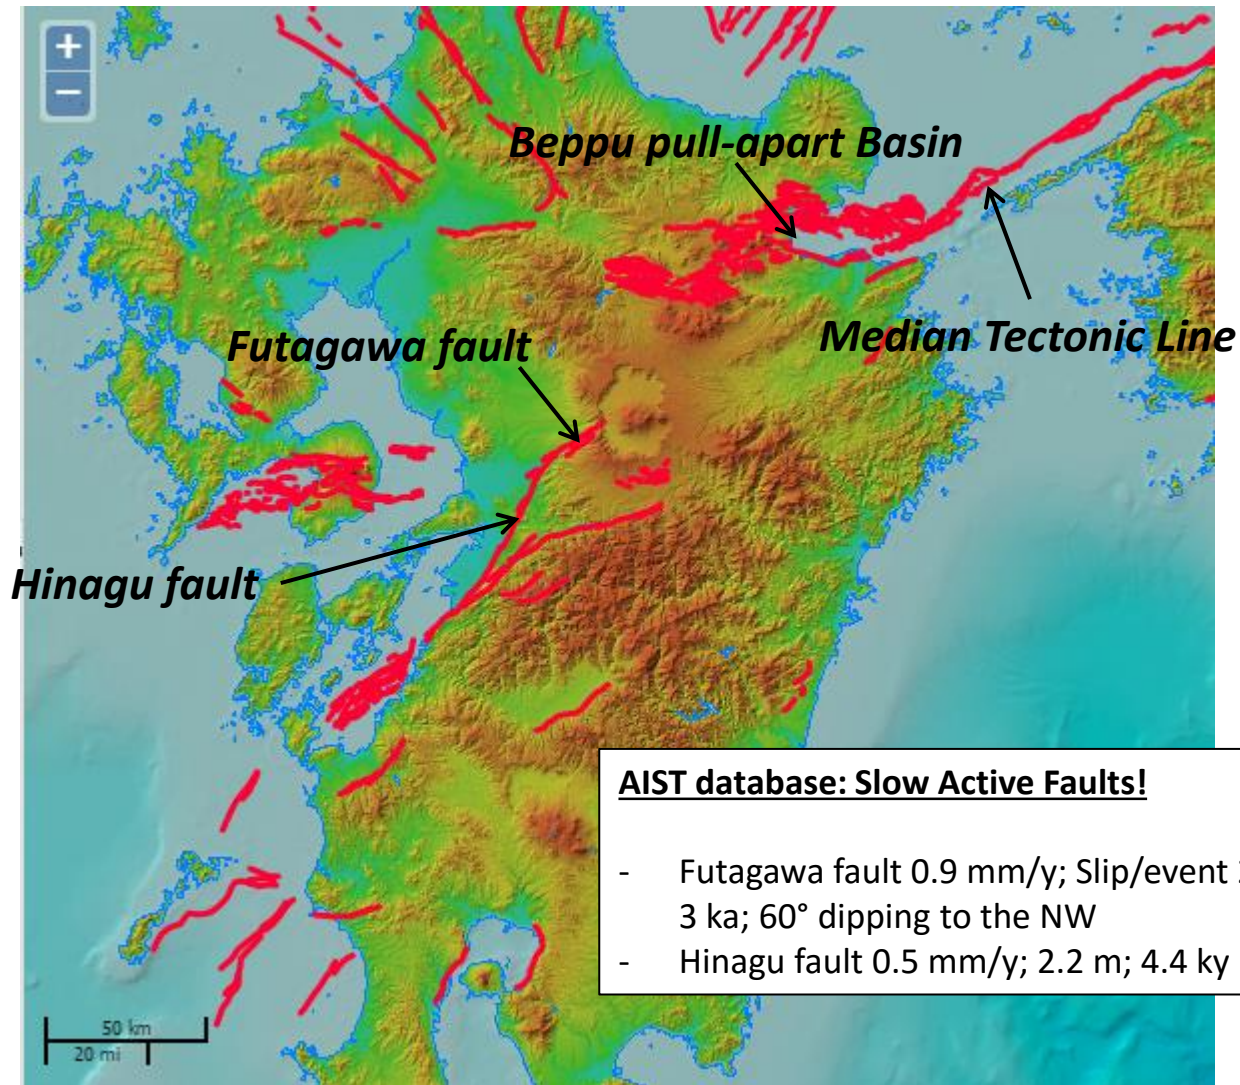 +
−
Beppu pull-apart Basin
Futagawa fault
Median Tectonic Line
Hinagu fault
AIST database: Slow Active Faults!
- Futagawa fault 0.9 mm/y; Slip/event
3 ka; 60° dipping to the NW
- Hinagu fault 0.5 mm/y; 2.2 m; 4.4 ky
50 km
20 mi